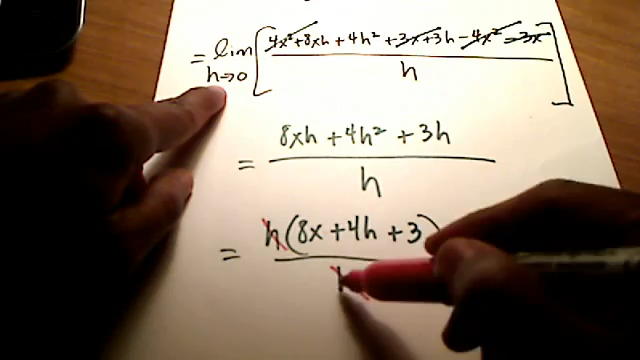 = lim h→0 [ 4x² + 8xh + 4h² + 3x + 3h - 4x² - 3x / h ]
= 8xh + 4h² + 3h / h
= h(8x + 4h + 3) / h